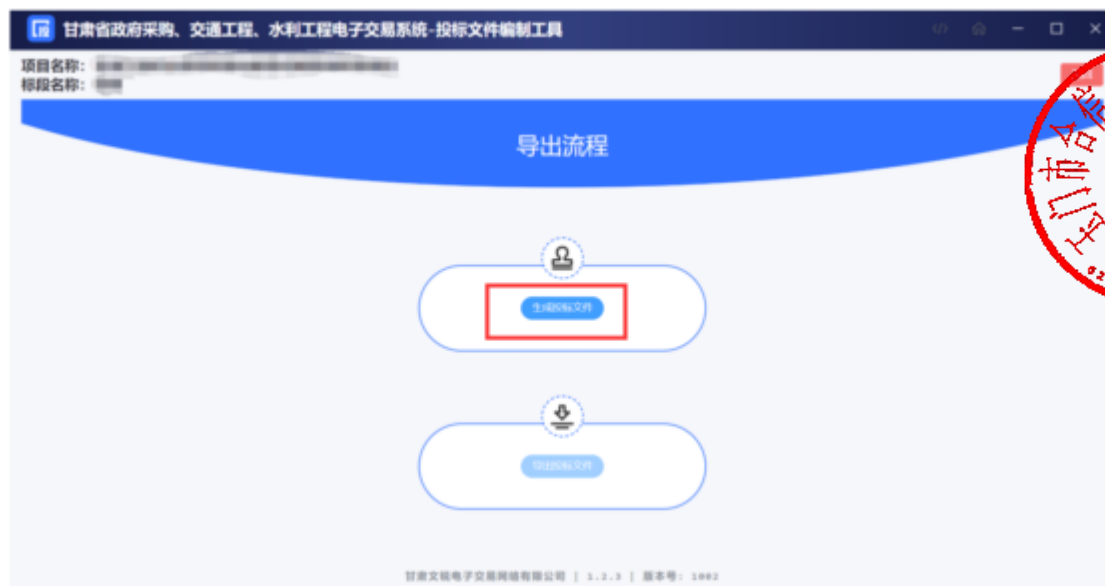 甘肃省政府采购、交通工程、水利工程电子交易系统-投标文件编制工具
项目名称：
标段名称：
导出流程
生成投标文件
导出投标文件
甘肃文锐电子交易网络有限公司 | 1.2.3 | 版本号: 1002